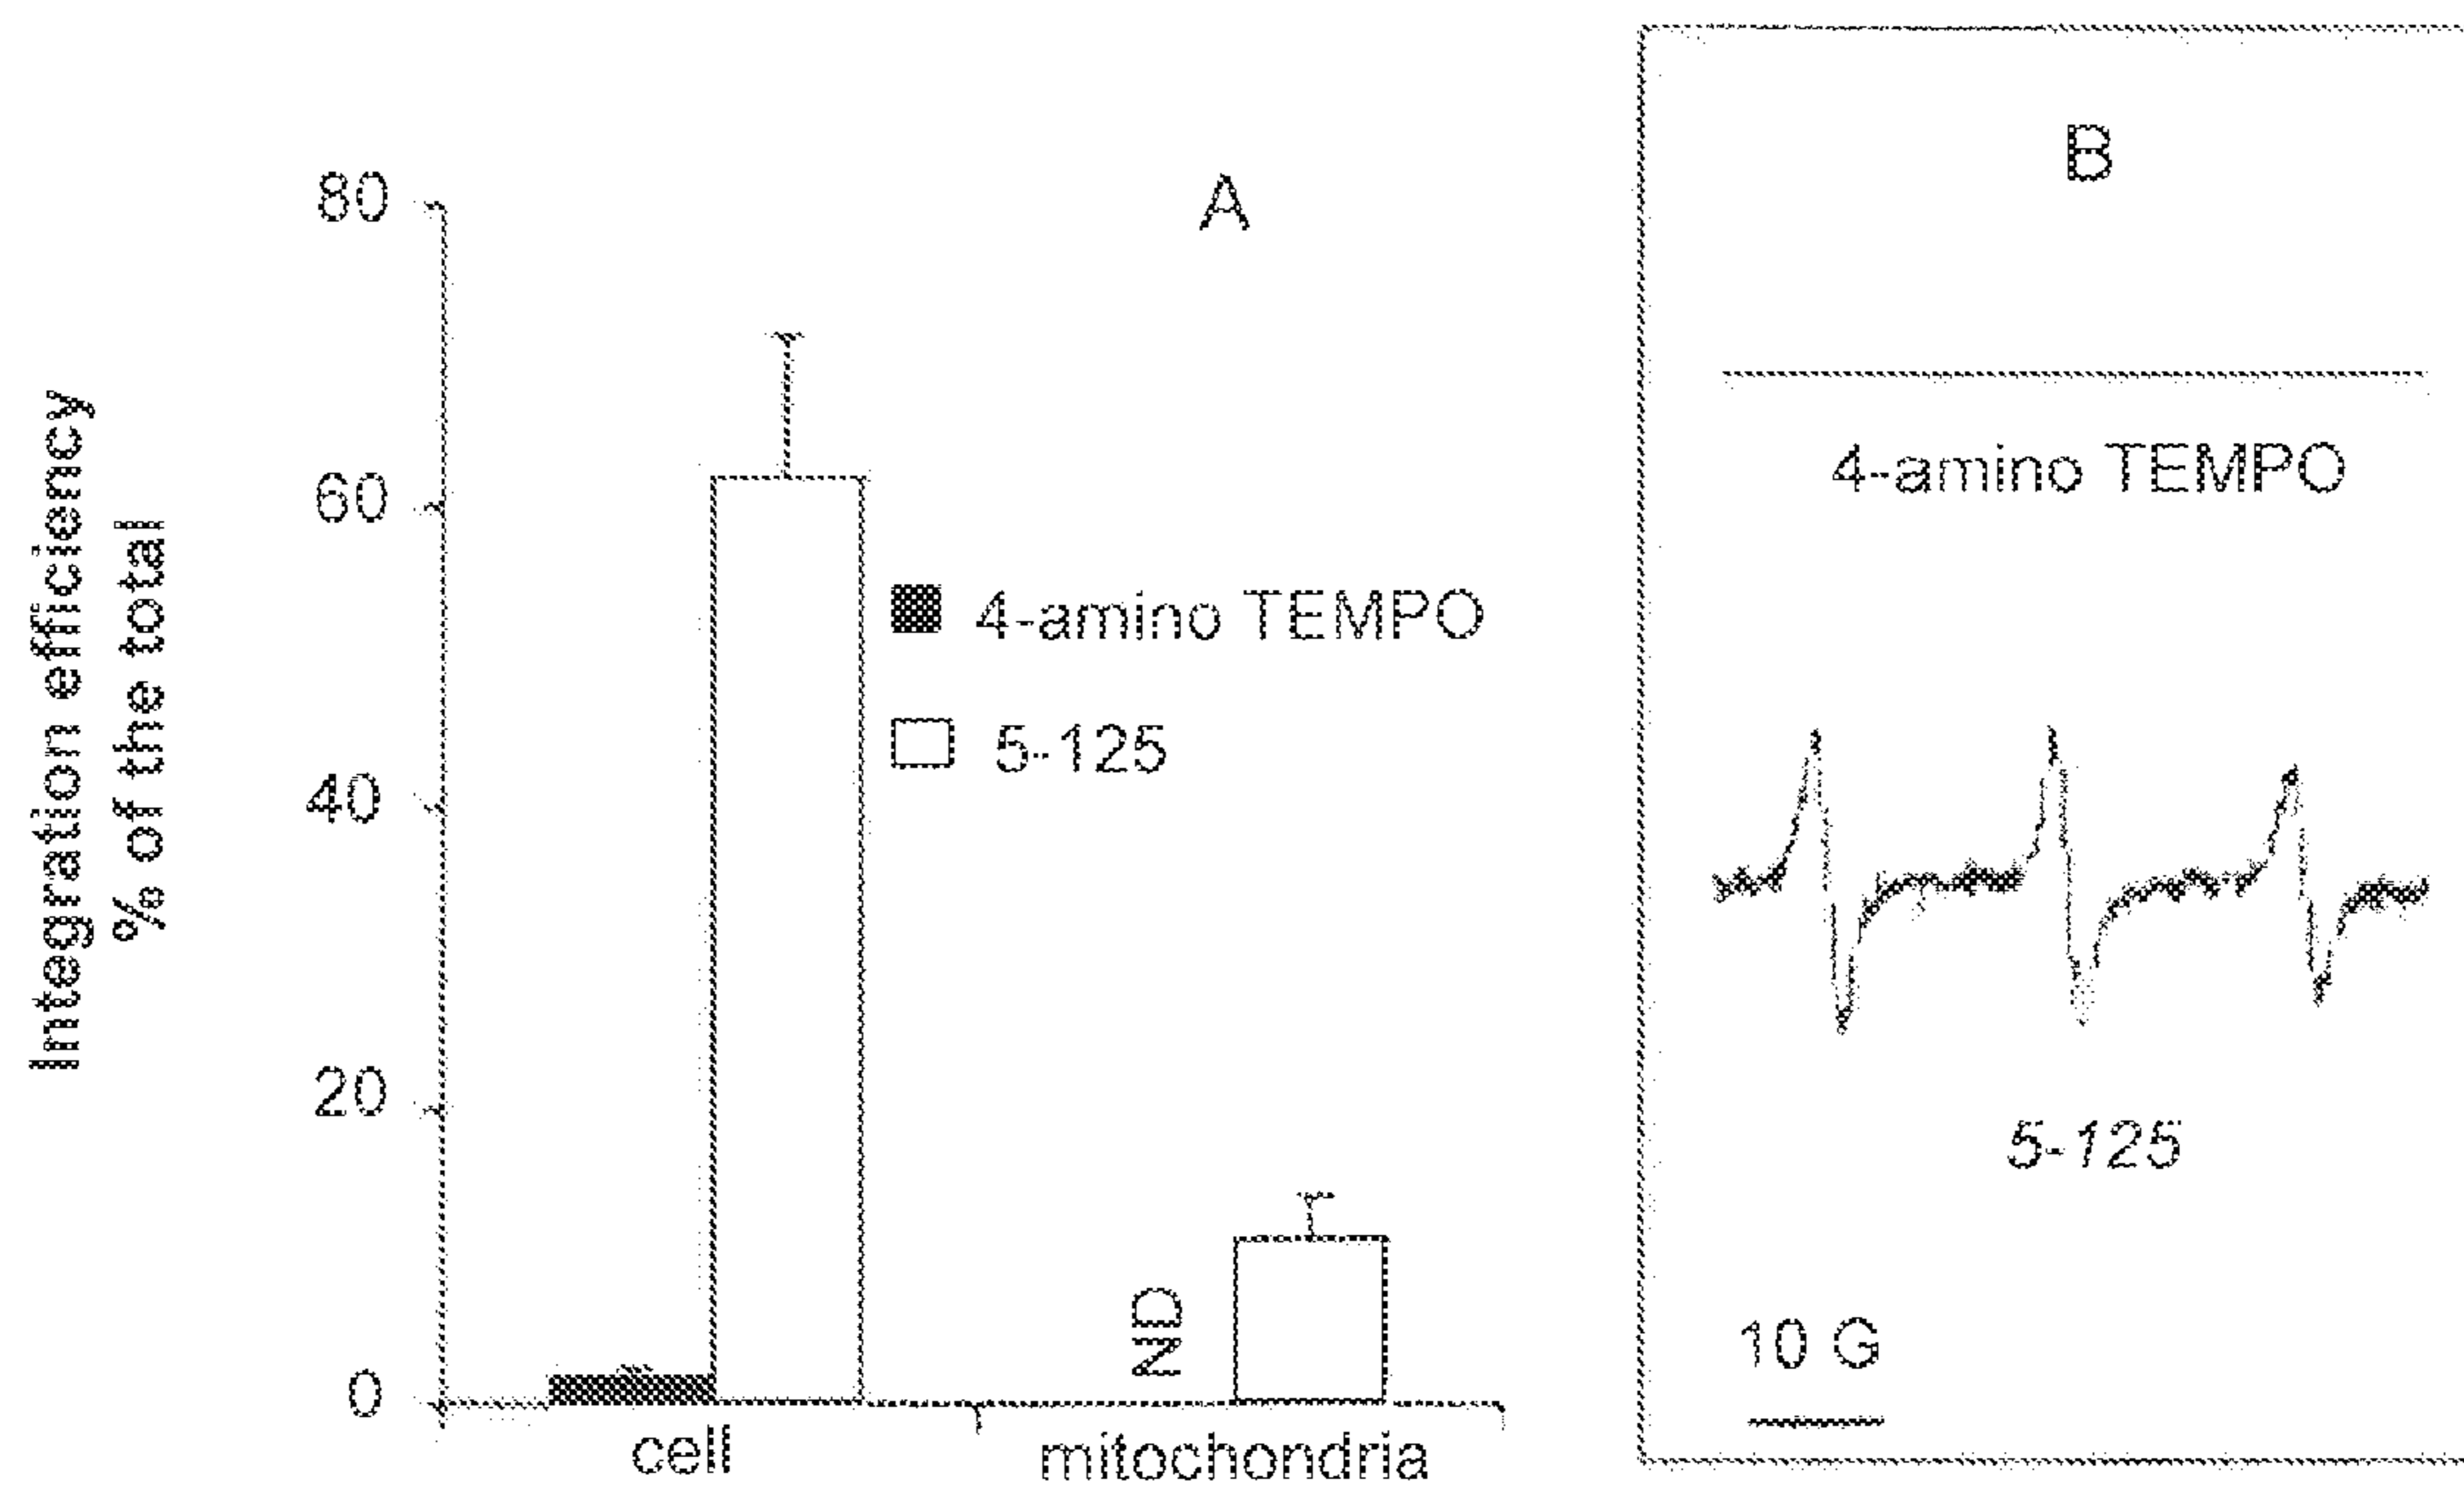 A
80
60
40
20
0
Integration efficiency
% of the total
4-amino TEMPO
5-125
ND
cell
mitochondria
B
4-amino TEMPO
5-125
10 G